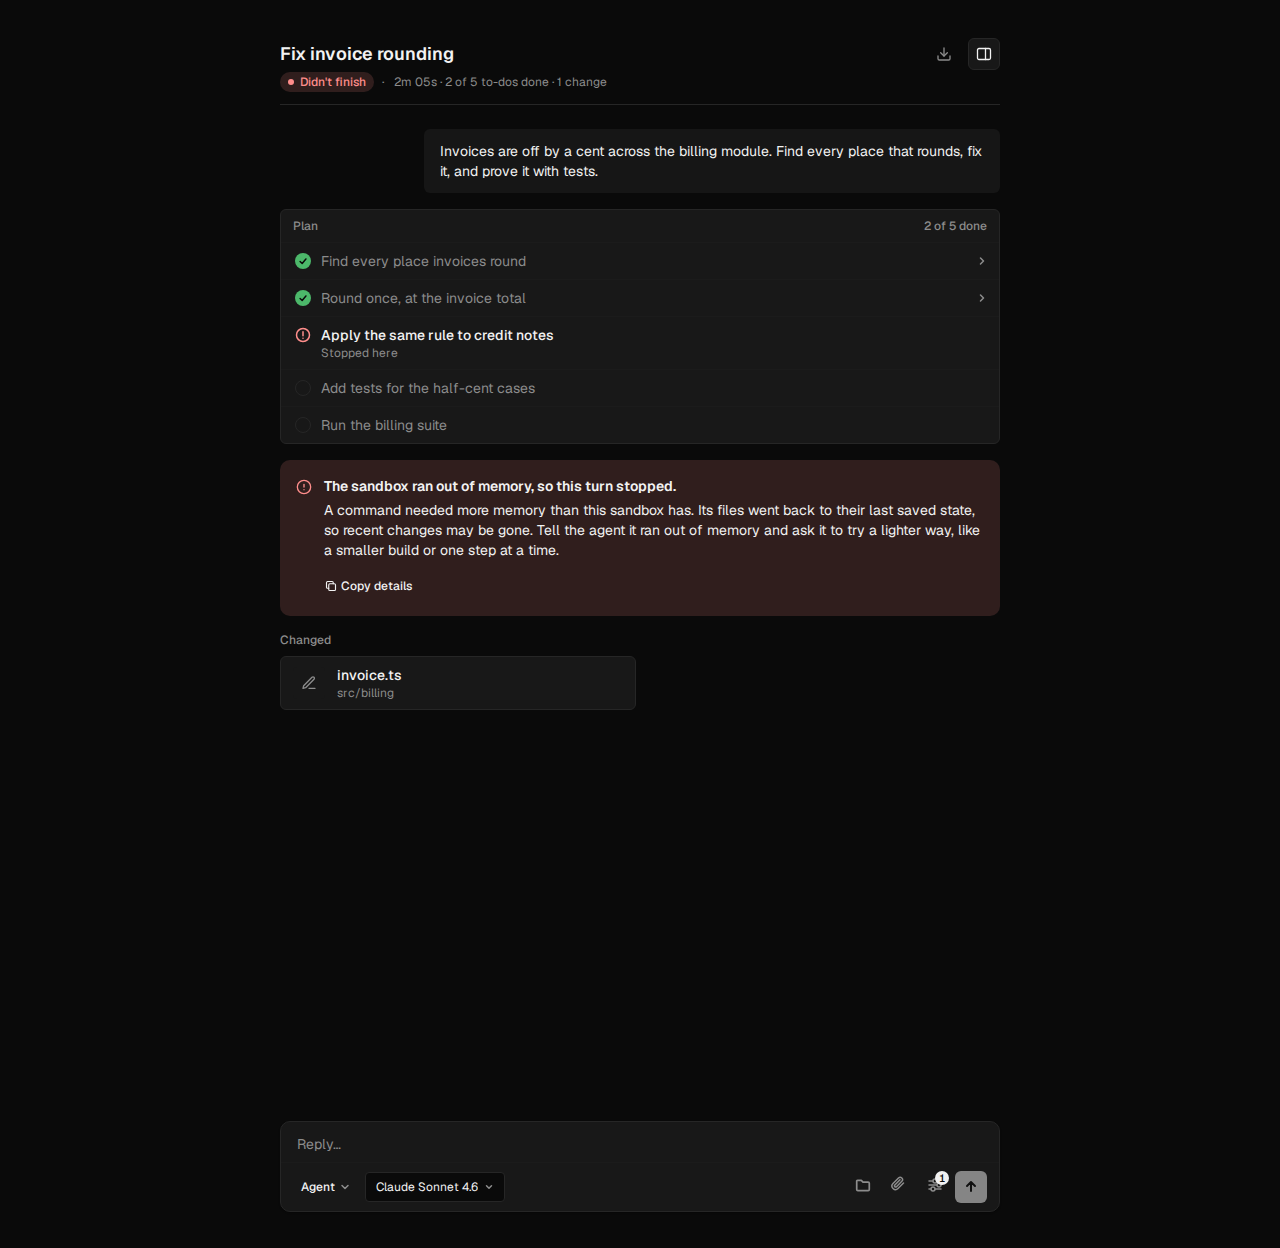 Fix invoice rounding
Didn't finish · 2m 05s · 2 of 5 to-dos done · 1 change
Invoices are off by a cent across the billing module. Find every place that rounds, fix
it, and prove it with tests.
Plan
2 of 5 done
Find every place invoices round
Round once, at the invoice total
Apply the same rule to credit notes
Stopped here
Add tests for the half-cent cases
Run the billing suite
The sandbox ran out of memory, so this turn stopped.
A command needed more memory than this sandbox has. Its files went back to their last saved state,
so recent changes may be gone. Tell the agent it ran out of memory and ask it to try a lighter way, like
a smaller build or one step at a time.
Copy details
Changed
invoice.ts
src/billing
Reply...
Agent
Claude Sonnet 4.6
1